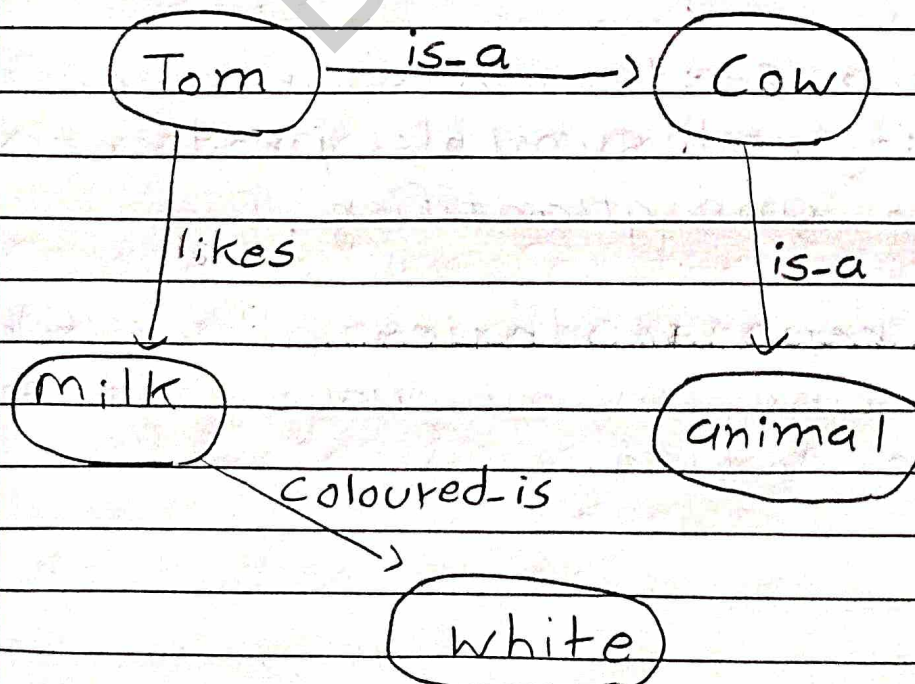 Tom is_a Cow
likes
is_a
milk
animal
Coloured_is
white